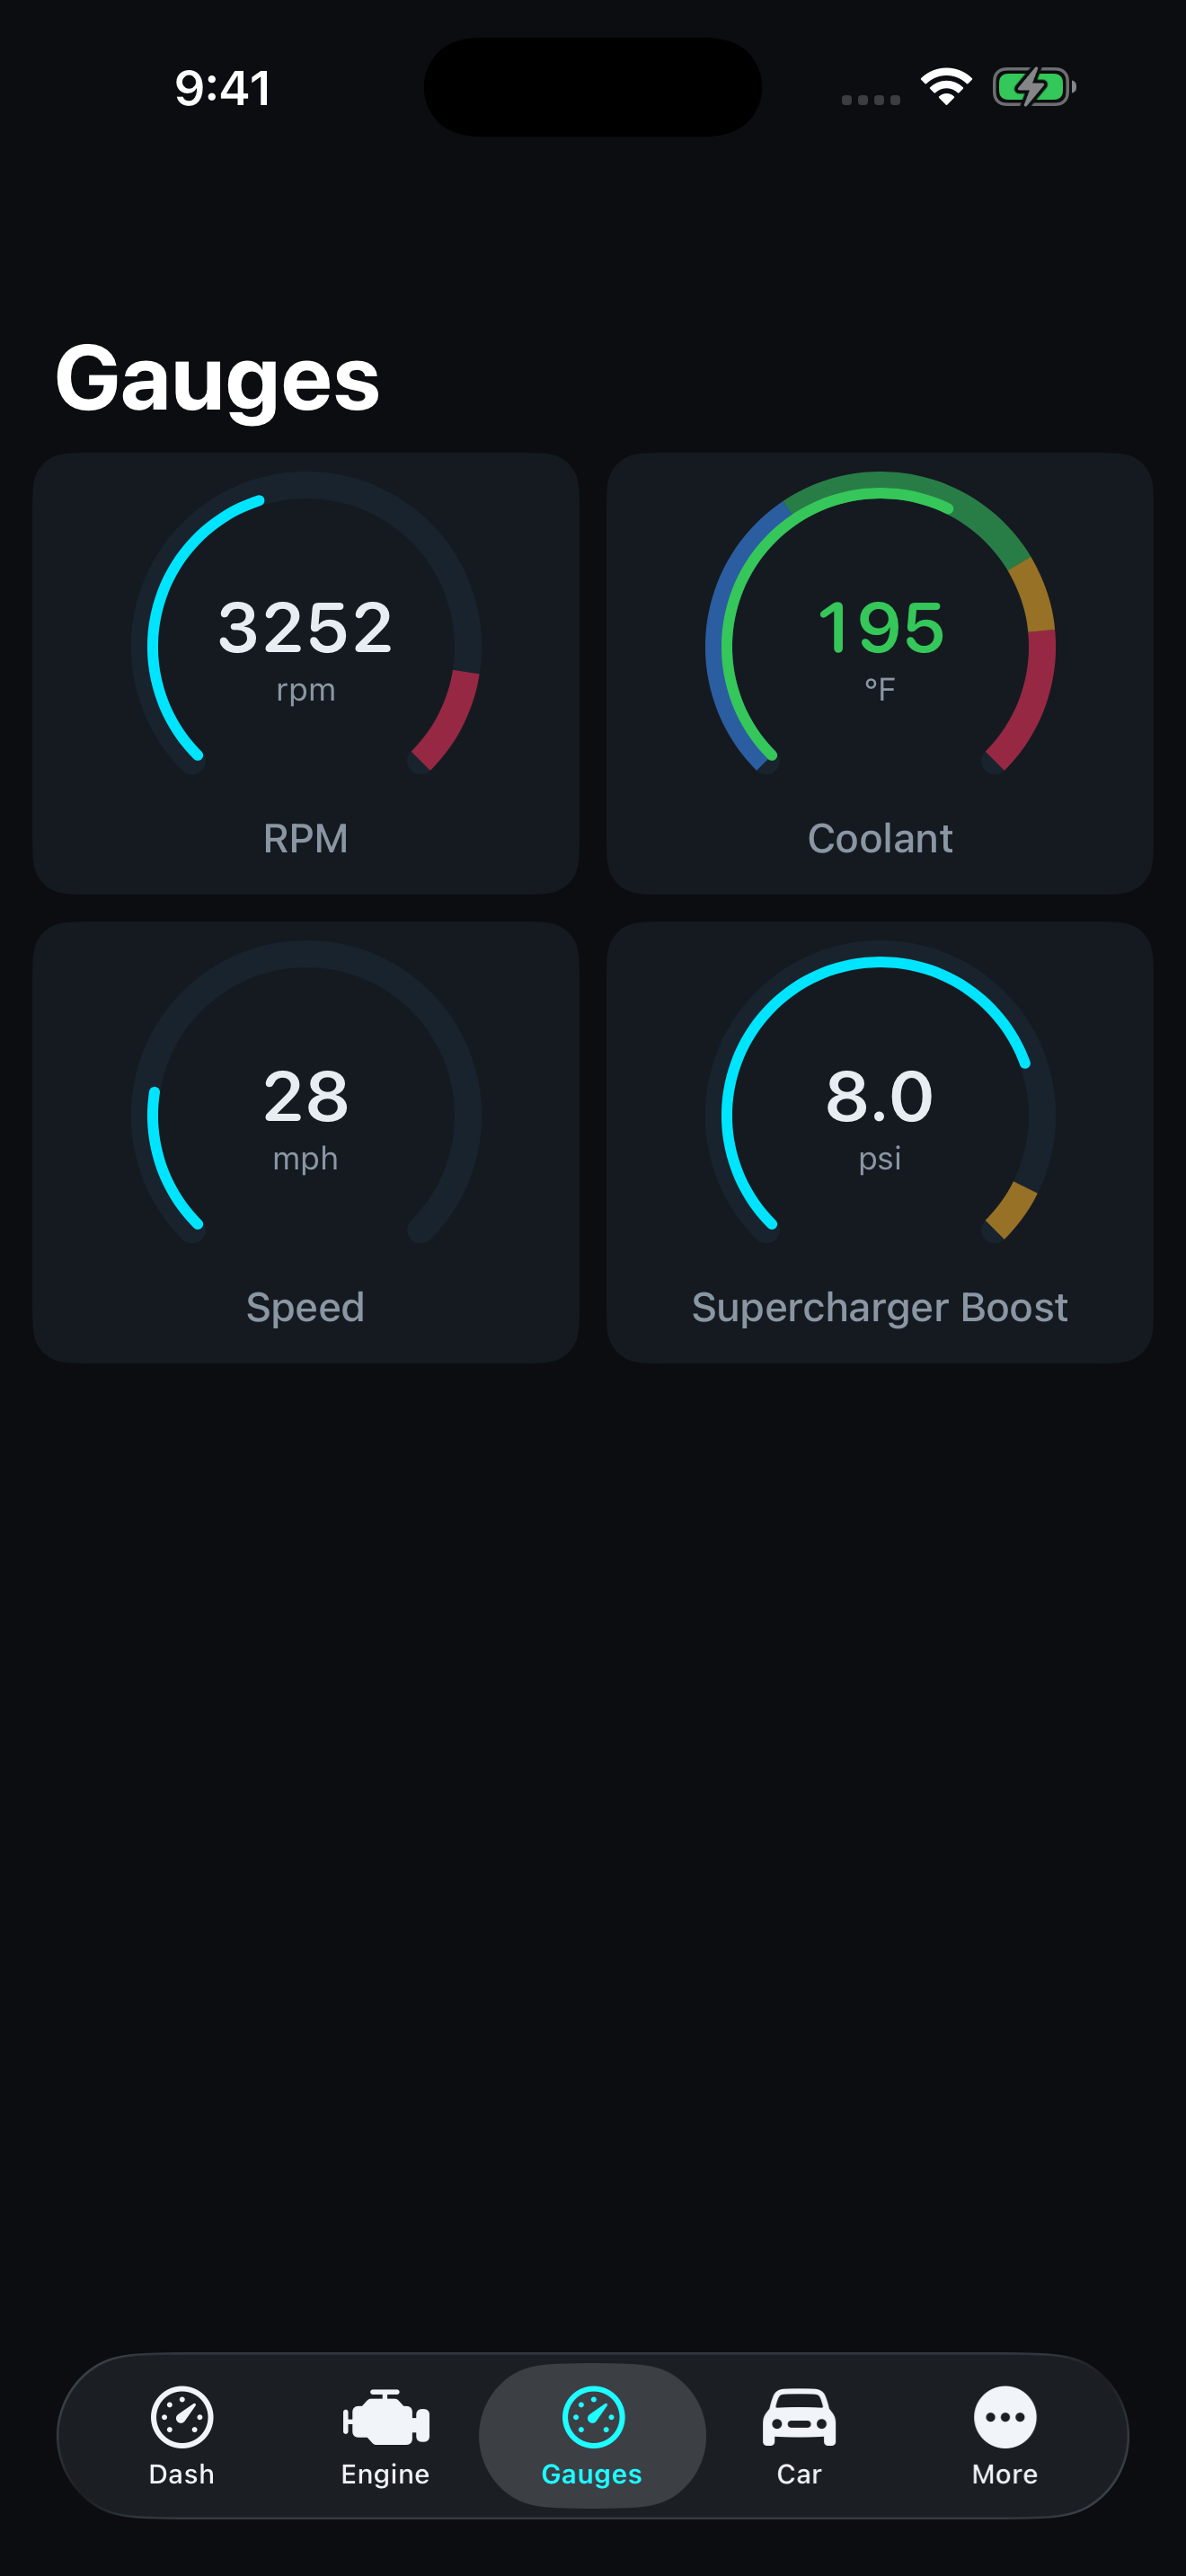 9:41
Gauges
3252
rpm
RPM
195
°F
Coolant
28
mph
Speed
8.0
psi
Supercharger Boost
Dash
Engine
Gauges
Car
More